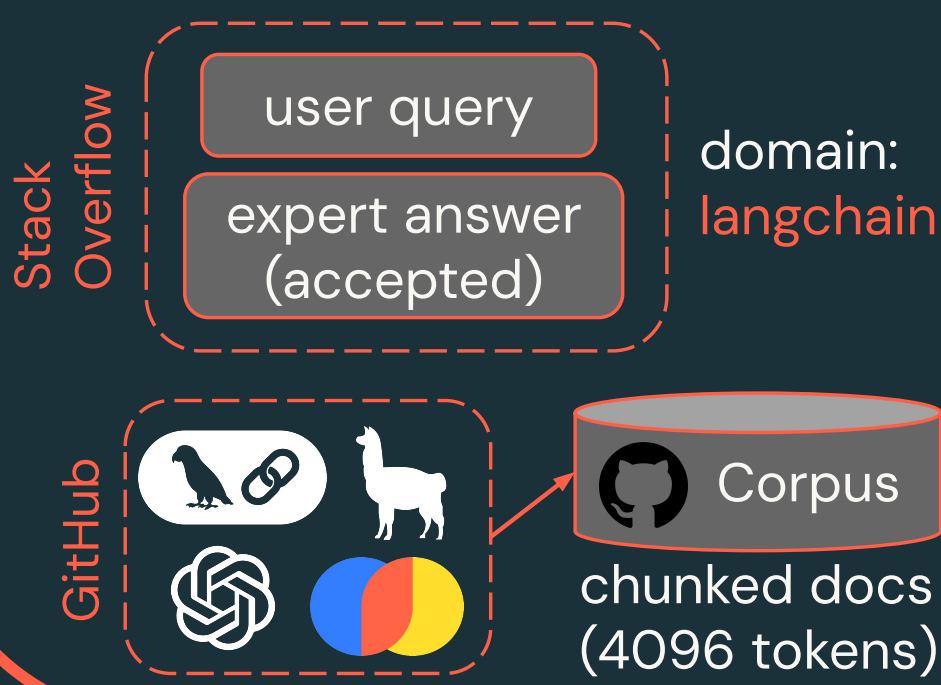 Stack
Overflow
user query
expert answer
(accepted)
domain:
langchain
GitHub
Corpus
chunked docs
(4096 tokens)